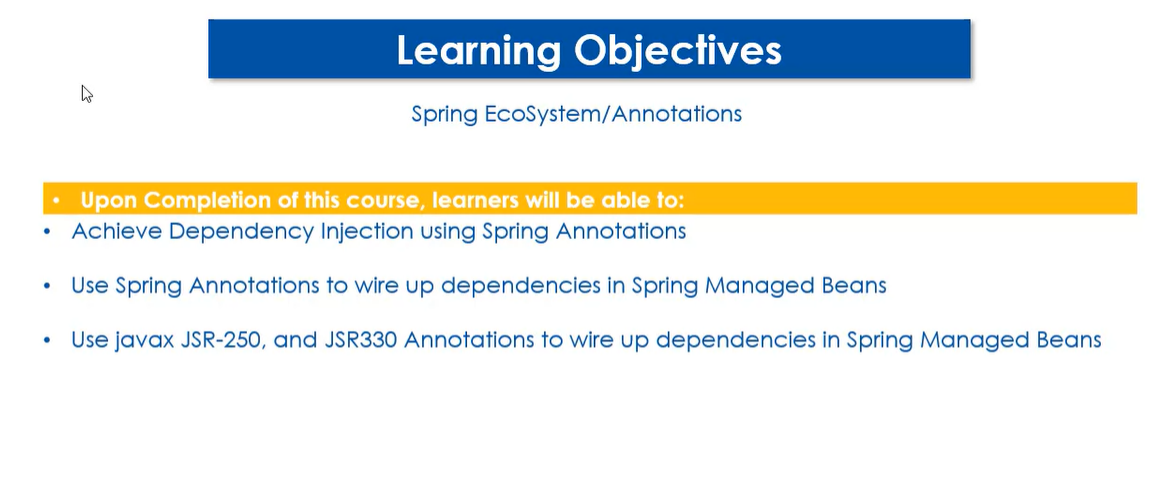 Learning Objectives
Spring EcoSystem/Annotations
• Upon Completion of this course, learners will be able to:
• Achieve Dependency Injection using Spring Annotations
• Use Spring Annotations to wire up dependencies in Spring Managed Beans
• Use javax JSR-250, and JSR330 Annotations to wire up dependencies in Spring Managed Beans